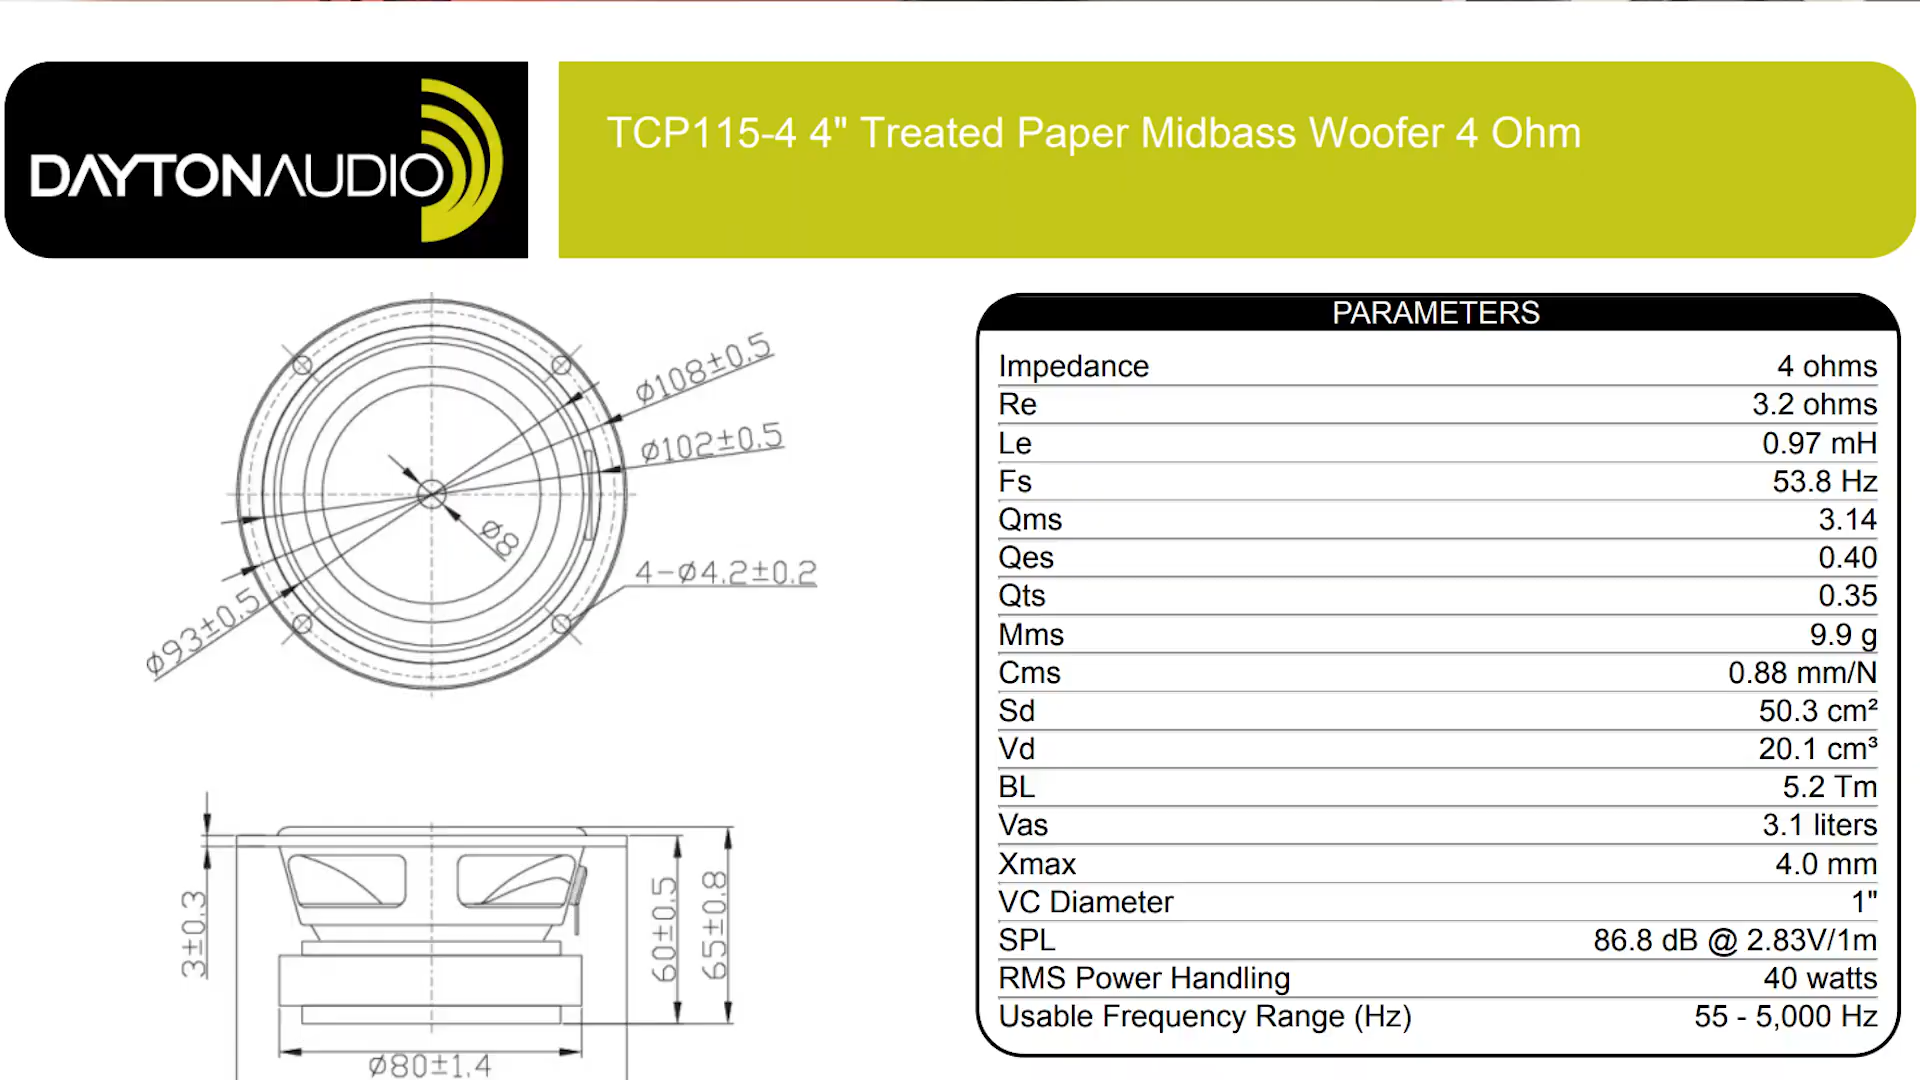 DAYTONAUDIO
TCP115-4 4" Treated Paper Midbass Woofer 4 Ohm
ø108±0.5
ø102±0.5
ø8
4-ø4.2±0.2
ø93±0.5
3±0.3
60±0.5
65±0.8
ø80±1.4
PARAMETERS
Impedance 4 ohms
Re 3.2 ohms
Le 0.97 mH
Fs 53.8 Hz
Qms 3.14
Qes 0.40
Qts 0.35
Mms 9.9 g
Cms 0.88 mm/N
Sd 50.3 cm²
Vd 20.1 cm³
BL 5.2 Tm
Vas 3.1 liters
Xmax 4.0 mm
VC Diameter 1"
SPL 86.8 dB @ 2.83V/1m
RMS Power Handling 40 watts
Usable Frequency Range (Hz) 55 - 5,000 Hz